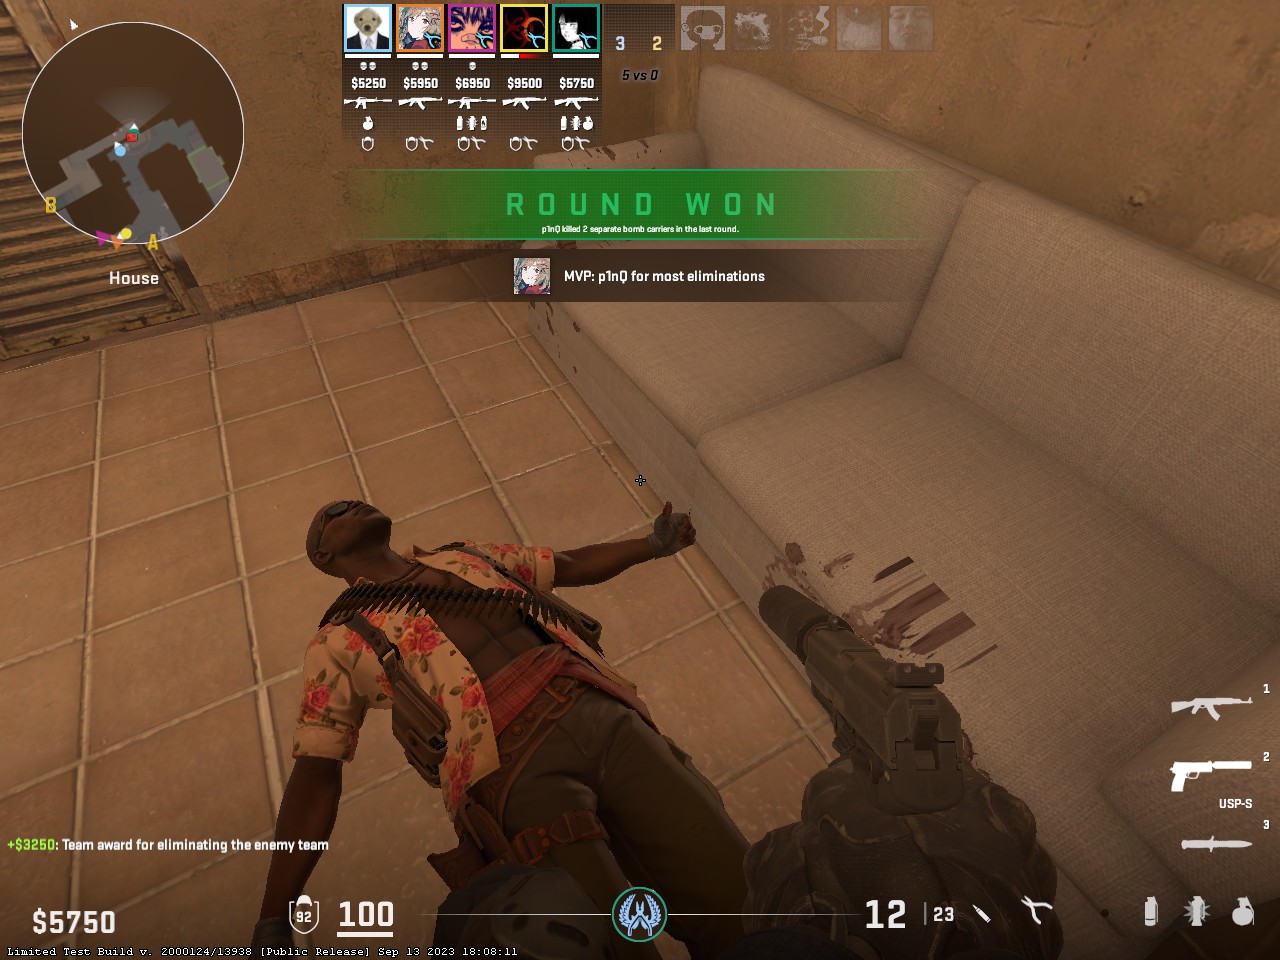 3 2
5 vs 0
$5250 $5950 $6950 $9500 $5750
ROUND WON
p1nQ killed 2 separate bomb carriers in the last round.
MVP: p1nQ for most eliminations
B
A
House
1
2
USP-S
3
+$3250: Team award for eliminating the enemy team
$5750
92
100
12 | 23
Limited Test Build v. 2000124/13938 [Public Release] Sep 13 2023 18:08:11